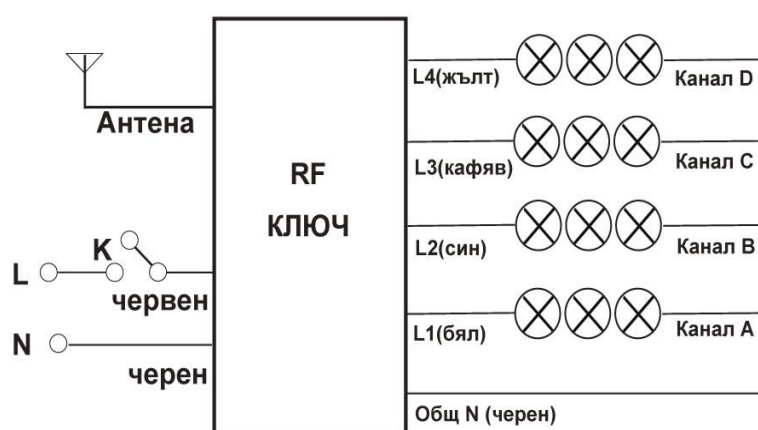 Антена
L
K
червен
N
черен
RF
КЛЮЧ
L4(жълт)
Канал D
L3(кафяв)
Канал C
L2(син)
Канал B
L1(бял)
Канал A
Общ N (черен)